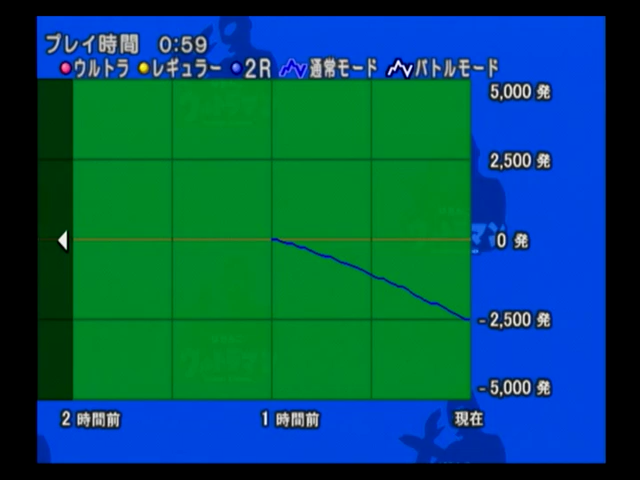 プレイ時間 0:59
ウルトラ レギュラー 2R 通常モード バトルモード
5,000 発
2,500 発
0 発
-2,500 発
-5,000 発
2 時間前 1 時間前 現在